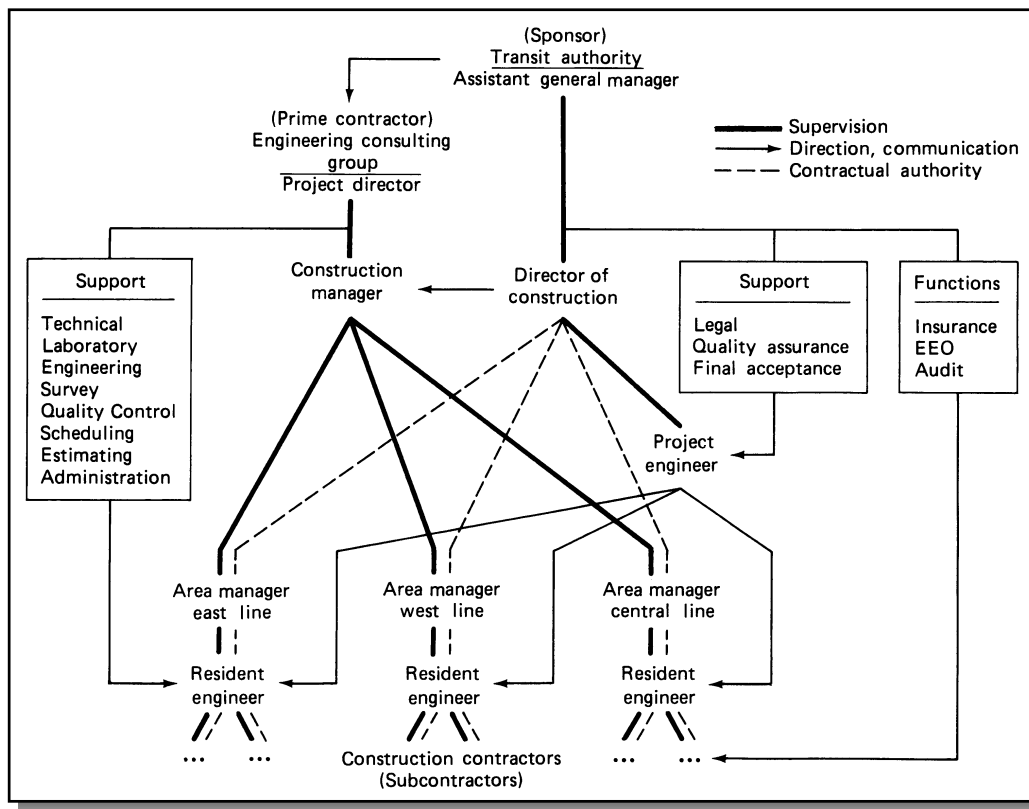 (Sponsor)
Transit authority
Assistant general manager
(Prime contractor)
Engineering consulting
group
Project director
Supervision
Direction, communication
Contractual authority
Support
Technical
Laboratory
Engineering
Survey
Quality Control
Scheduling
Estimating
Administration
Construction
manager
Director of
construction
Support
Legal
Quality assurance
Final acceptance
Functions
Insurance
EEO
Audit
Project
engineer
Area manager
east line
Area manager
west line
Area manager
central line
Resident
engineer
Resident
engineer
Resident
engineer
... ...
Construction contractors
(Subcontractors)
... ...